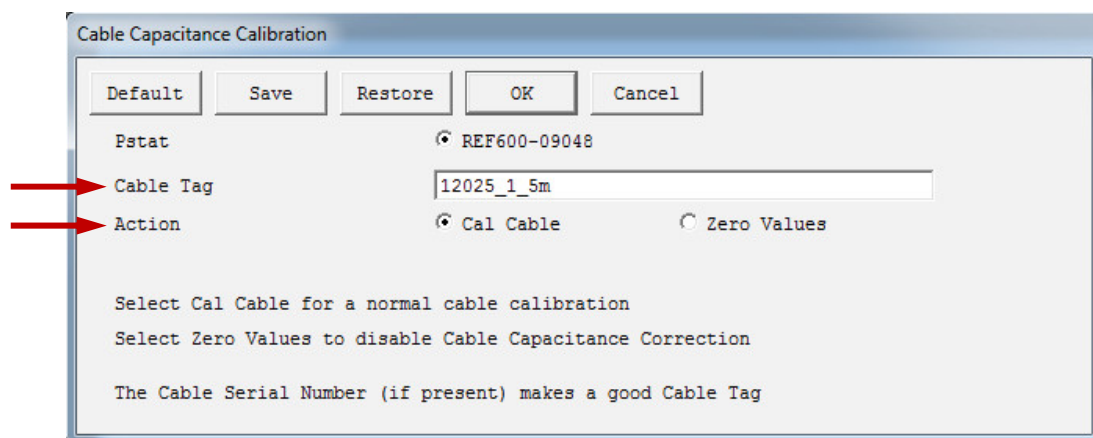 Cable Capacitance Calibration
Default Save Restore OK Cancel
Pstat REF600-09048
Cable Tag 12025_1_5m
Action Cal Cable Zero Values
Select Cal Cable for a normal cable calibration
Select Zero Values to disable Cable Capacitance Correction
The Cable Serial Number (if present) makes a good Cable Tag